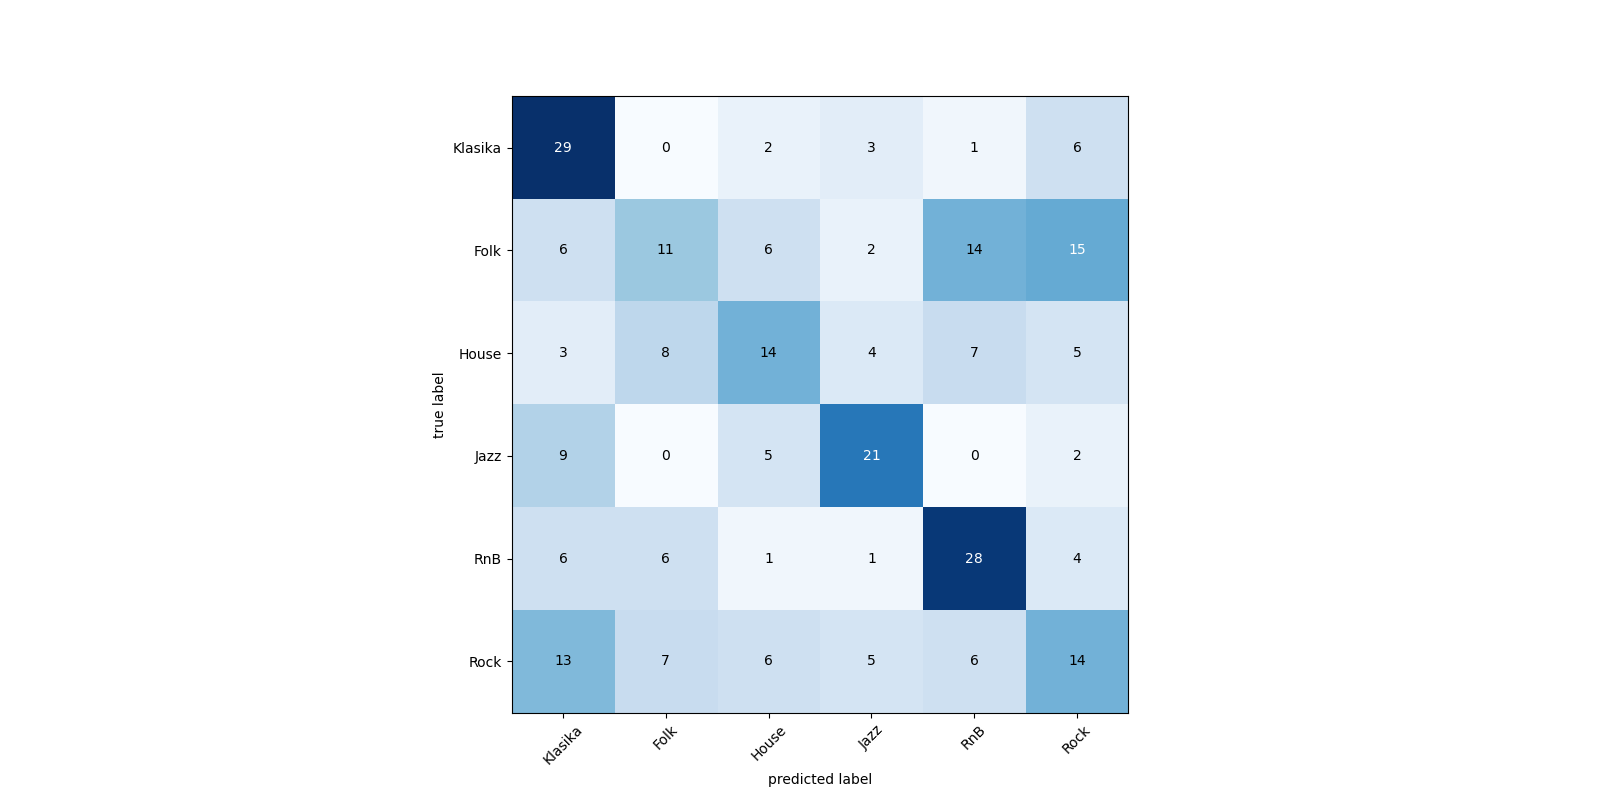 Klasika 29 0 2 3 1 6
Folk 6 11 6 2 14 15
House 3 8 14 4 7 5
Jazz 9 0 5 21 0 2
RnB 6 6 1 1 28 4
Rock 13 7 6 5 6 14
true label
Klasika Folk House Jazz RnB Rock
predicted label